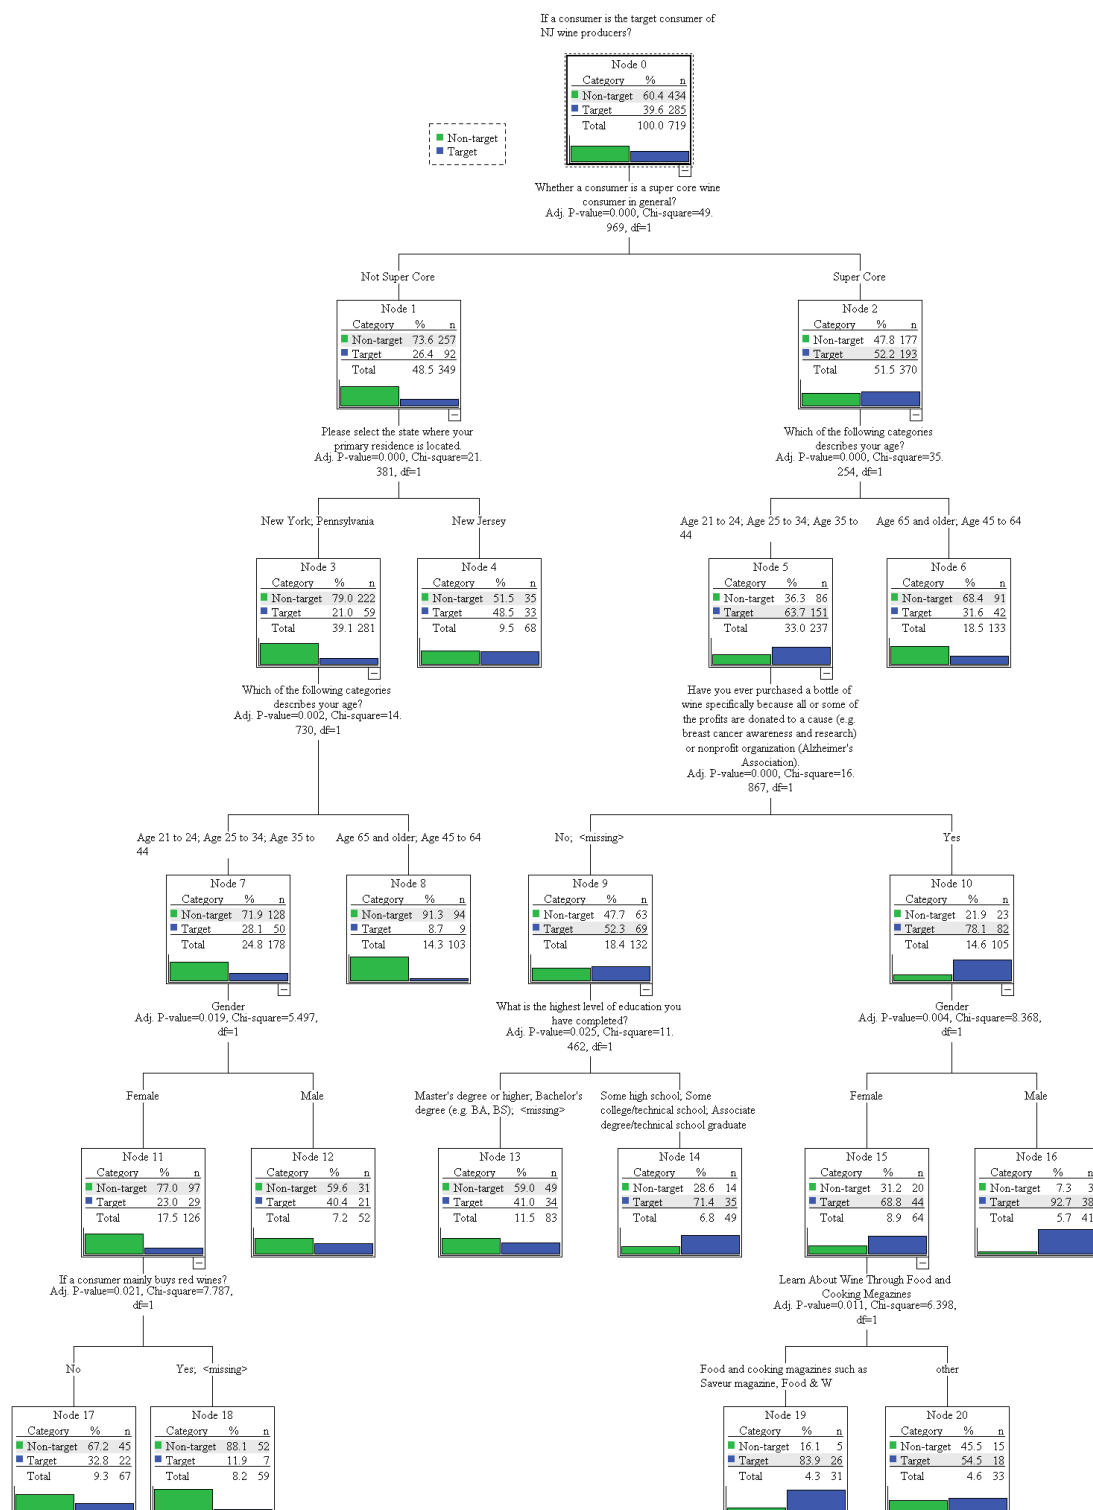 If a consumer is the target consumer of
NJ wine producers?
Node 0
Category % n
Non-target 60.4 434
Target 39.6 285
Total 100.0 719
Non-target
Target
Whether a consumer is a super core wine
consumer in general?
Adj. P-value=0.000, Chi-square=49.
969, df=1
Not Super Core
Super Core
Node 1
Category % n
Non-target 73.6 257
Target 26.4 92
Total 48.5 349
Node 2
Category % n
Non-target 47.8 177
Target 52.2 193
Total 51.5 370
Please select the state where your
primary residence is located.
Adj. P-value=0.000, Chi-square=21.
381, df=1
Which of the following categories
describes your age?
Adj. P-value=0.000, Chi-square=35.
254, df=1
New York; Pennsylvania
New Jersey
Age 21 to 24; Age 25 to 34; Age 35 to
44
Age 65 and older; Age 45 to 64
Node 3
Category % n
Non-target 79.0 222
Target 21.0 59
Total 39.1 281
Node 4
Category % n
Non-target 51.5 35
Target 48.5 33
Total 9.5 68
Node 5
Category % n
Non-target 36.3 86
Target 63.7 151
Total 33.0 237
Node 6
Category % n
Non-target 68.4 91
Target 31.6 42
Total 18.5 133
Which of the following categories
describes your age?
Adj. P-value=0.002, Chi-square=14.
730, df=1
Have you ever purchased a bottle of
wine specifically because all or some of
the profits are donated to a cause (e.g.
breast cancer awareness and research)
or nonprofit organization (Alzheimer's
Association).
Adj. P-value=0.000, Chi-square=16.
867, df=1
Age 21 to 24; Age 25 to 34; Age 35 to
44
Age 65 and older; Age 45 to 64
No; <missing>
Yes
Node 7
Category % n
Non-target 71.9 128
Target 28.1 50
Total 24.8 178
Node 8
Category % n
Non-target 91.3 94
Target 8.7 9
Total 14.3 103
Node 9
Category % n
Non-target 47.7 63
Target 52.3 69
Total 18.4 132
Node 10
Category % n
Non-target 21.9 23
Target 78.1 82
Total 14.6 105
Gender
Adj. P-value=0.019, Chi-square=5.497,
df=1
What is the highest level of education you
have completed?
Adj. P-value=0.025, Chi-square=11.
462, df=1
Gender
Adj. P-value=0.004, Chi-square=8.368,
df=1
Female
Male
Master's degree or higher; Bachelor's
degree (e.g. BA, BS); <missing>
Some high school; Some
college/technical school; Associate
degree/technical school graduate
Female
Male
Node 11
Category % n
Non-target 77.0 97
Target 23.0 29
Total 17.5 126
Node 12
Category % n
Non-target 59.6 31
Target 40.4 21
Total 7.2 52
Node 13
Category % n
Non-target 59.0 49
Target 41.0 34
Total 11.5 83
Node 14
Category % n
Non-target 28.6 14
Target 71.4 35
Total 6.8 49
Node 15
Category % n
Non-target 31.2 20
Target 68.8 44
Total 8.9 64
Node 16
Category % n
Non-target 7.3 3
Target 92.7 38
Total 5.7 41
If a consumer mainly buys red wines?
Adj. P-value=0.021, Chi-square=7.787,
df=1
Learn About Wine Through Food and
Cooking Megazines
Adj. P-value=0.011, Chi-square=6.398,
df=1
No
Yes; <missing>
Food and cooking magazines such as
Saveur magazine, Food & W
other
Node 17
Category % n
Non-target 67.2 45
Target 32.8 22
Total 9.3 67
Node 18
Category % n
Non-target 88.1 52
Target 11.9 7
Total 8.2 59
Node 19
Category % n
Non-target 16.1 5
Target 83.9 26
Total 4.3 31
Node 20
Category % n
Non-target 45.5 15
Target 54.5 18
Total 4.6 33